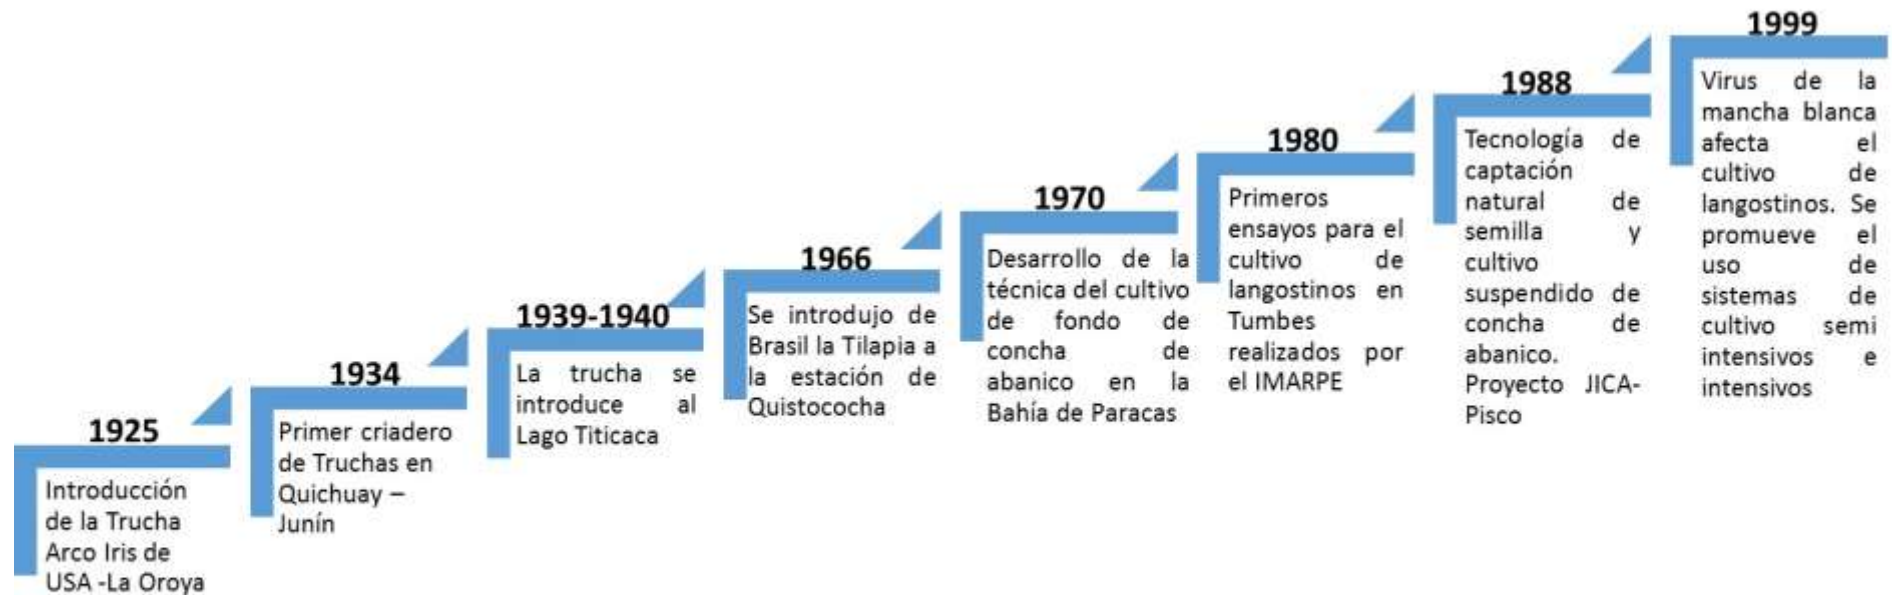 1925
Introducción
de la Trucha
Arco Iris de
USA -La Oroya
1934
Primer criadero
de Truchas en
Quichuay –
Junín
1939-1940
La trucha se
introduce al
Lago Titicaca
1966
Se introdujo de
Brasil la Tilapia a
la estación de
Quistococha
1970
Desarrollo de la
técnica del cultivo
de fondo de
concha de
abanico en la
Bahía de Paracas
1980
Primeros
ensayos para el
cultivo de
langostinos en
Tumbes
realizados por
el IMARPE
1988
Tecnología de
captación
natural de
semilla y
cultivo
suspendido de
concha de
abanico.
Proyecto JICA-
Pisco
1999
Virus de la
mancha blanca
afecta el
cultivo de
langostinos. Se
promueve el
uso de
sistemas de
cultivo semi
intensivos e
intensivos